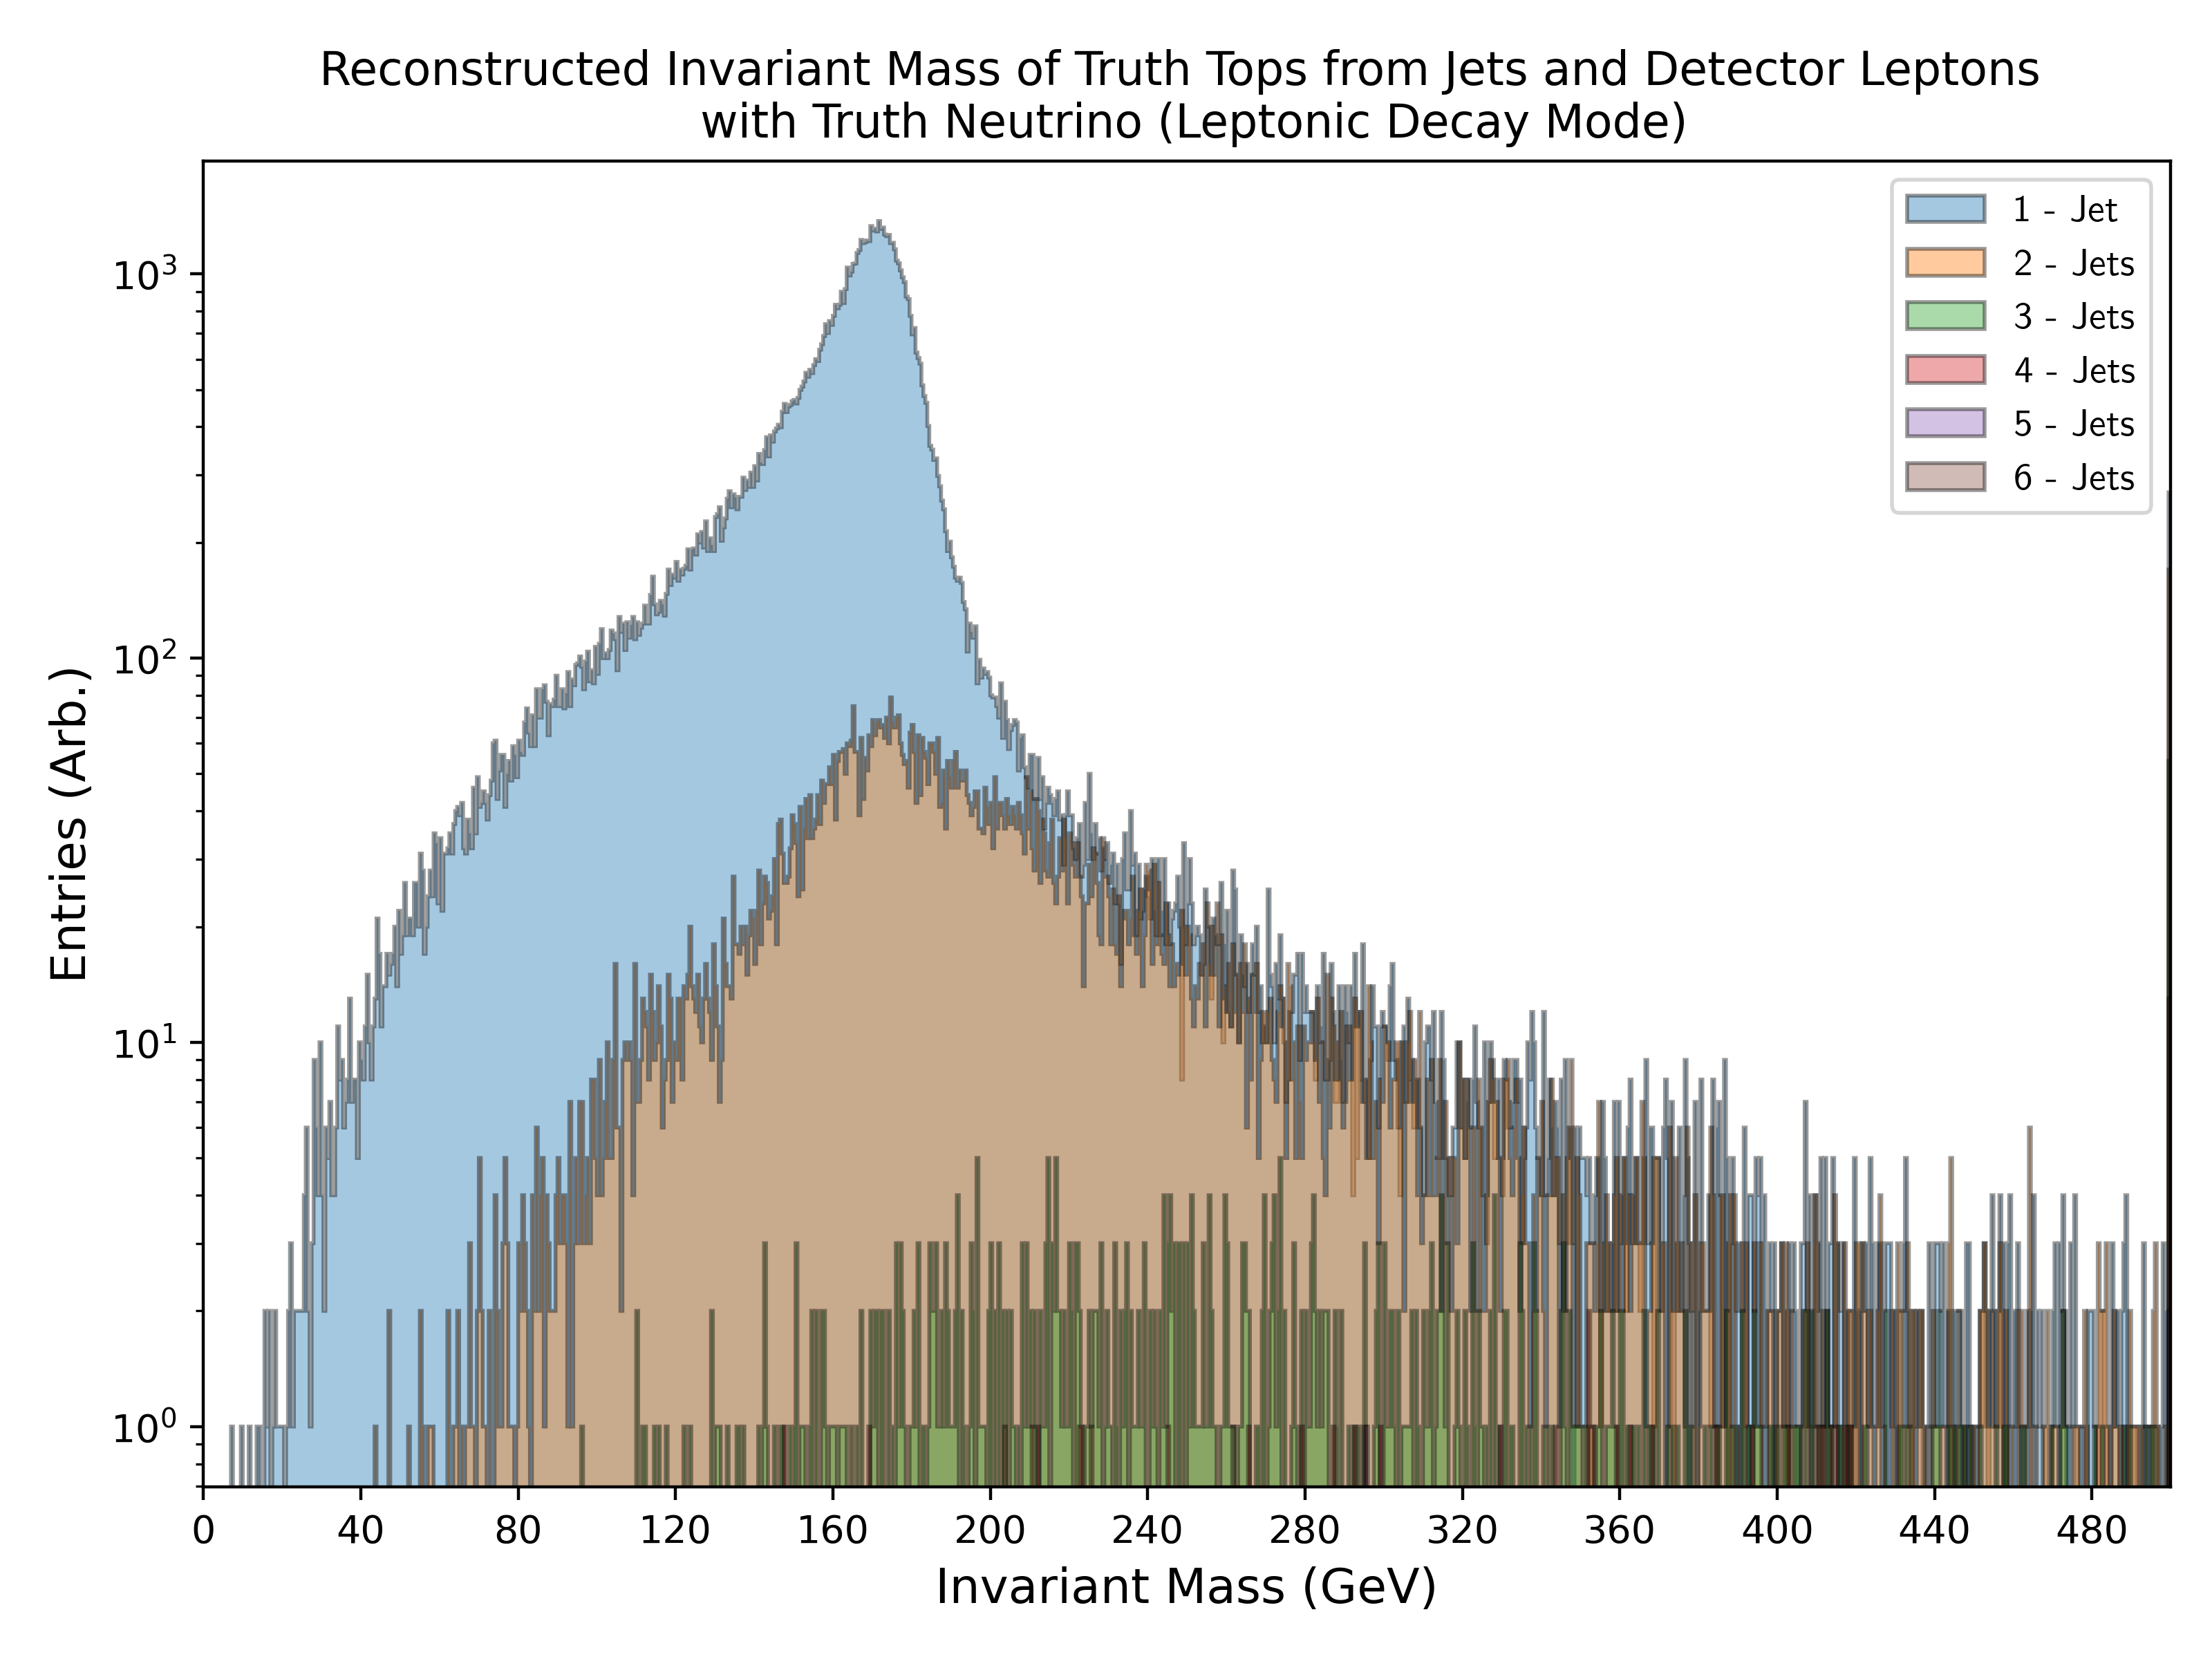 Reconstructed Invariant Mass of Truth Tops from Jets and Detector Leptons
with Truth Neutrino (Leptonic Decay Mode)
1 - Jet
2 - Jets
3 - Jets
4 - Jets
5 - Jets
6 - Jets
Entries (Arb.)
10³
10²
10¹
10⁰
0 40 80 120 160 200 240 280 320 360 400 440 480
Invariant Mass (GeV)